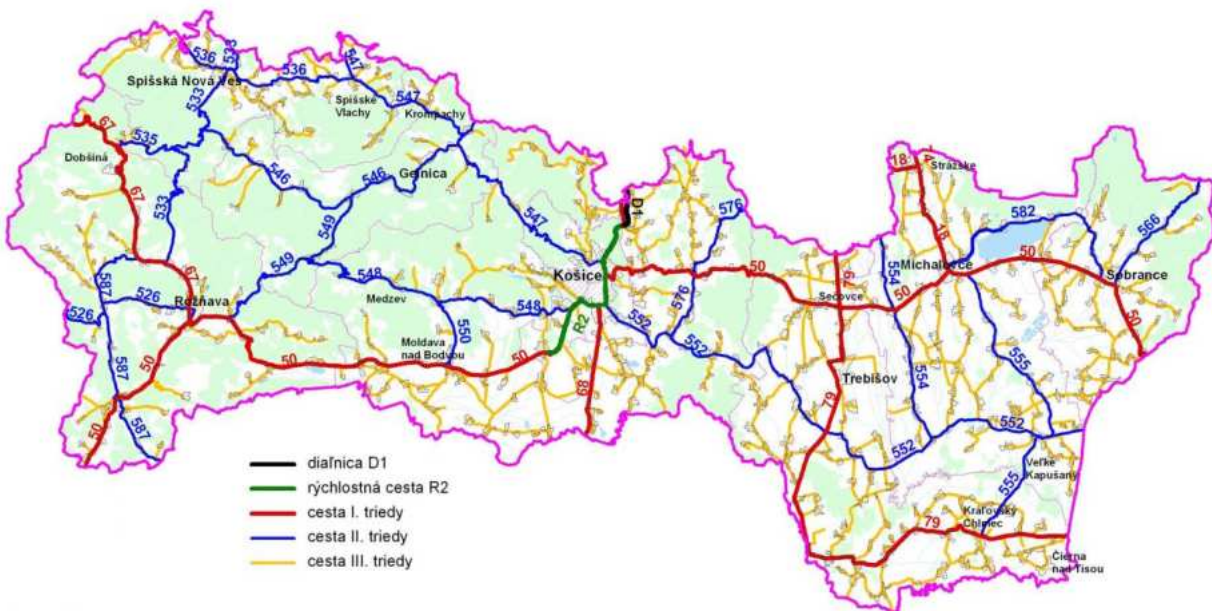 536
533
Spišská Nová Ves
536
547
Spišské
Vlachy
547
Krompachy
533
67
535
Dobšiná
546
546
Gelnica
67
533
549
547
D1
576
18
74
Strážske
582
566
18
549
548
Košice
50
79
554
Michaľovce
50
Sobrance
587
67
526
Rožňava
Medzev
548
576
Sečovce
50
526
550
R2
552
50
Moldava
nad Bodvou
50
587
50
50
68
552
554
555
Trebišov
79
50
587
552
552
Veľké
Kapušany
555
Kráľovský
Chlmec
79
Čierna
nad Tisou
diaľnica D1
rýchlostná cesta R2
cesta I. triedy
cesta II. triedy
cesta III. triedy